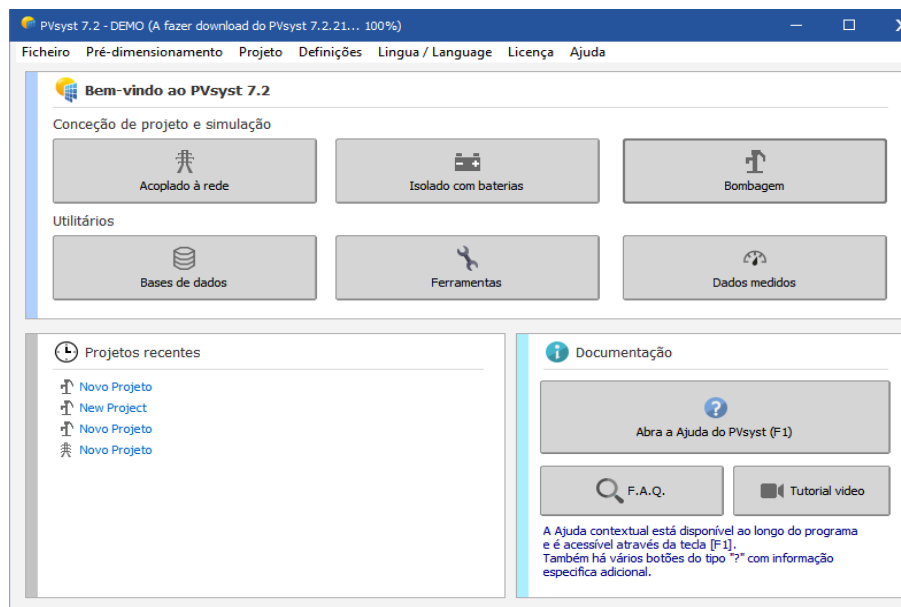 PVsyst 7.2 - DEMO (A fazer download do PVsyst 7.2.21... 100%)
Ficheiro Pré-dimensionamento Projeto Definições Lingua / Language Licença Ajuda
Bem-vindo ao PVsyst 7.2
Conceção de projeto e simulação
Acoplado à rede
Isolado com baterias
Bombagem
Utilitários
Bases de dados
Ferramentas
Dados medidos
Projetos recentes
Novo Projeto
New Project
Novo Projeto
Novo Projeto
Documentação
Abra a Ajuda do PVsyst (F1)
F.A.Q.
Tutorial video
A Ajuda contextual está disponível ao longo do programa
e é acessível através da tecla [F1].
Também há vários botões do tipo "?" com informação
especifica adicional.